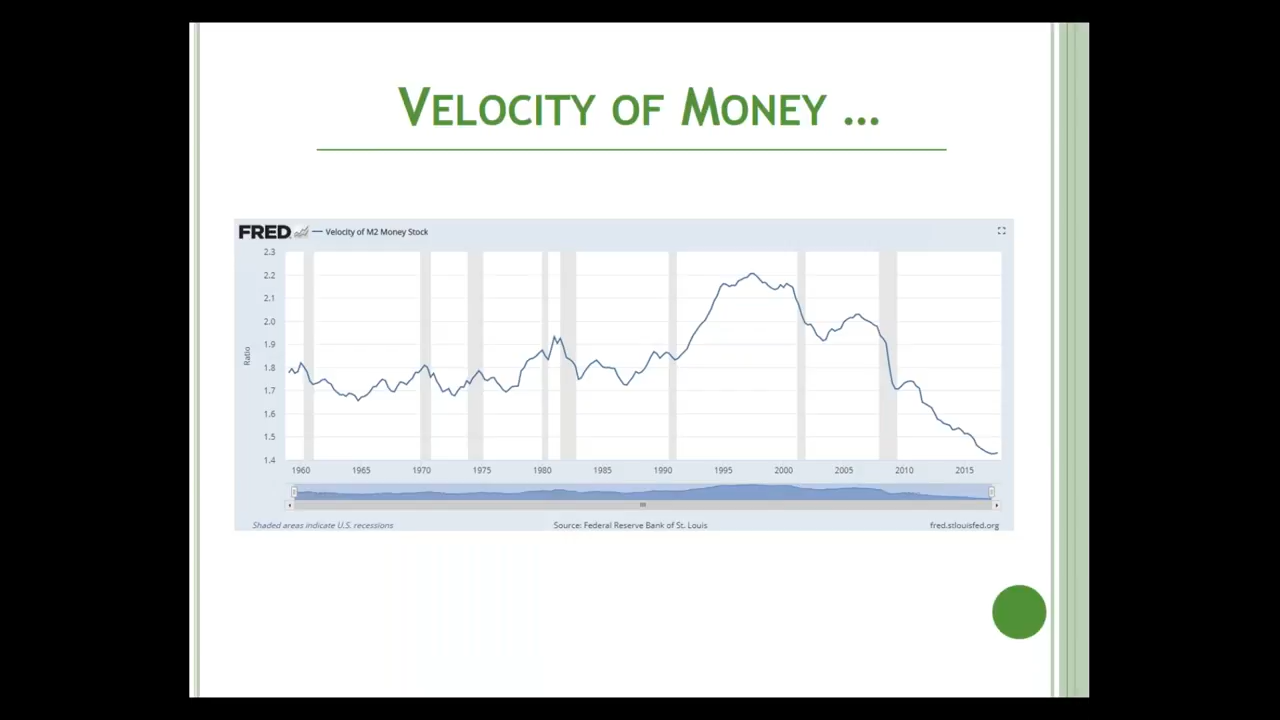 VELOCITY OF MONEY ...
FRED — Velocity of M2 Money Stock
2.3
2.2
2.1
2.0
1.9
1.8
1.7
1.6
1.5
1.4
Ratio
1960 1965 1970 1975 1980 1985 1990 1995 2000 2005 2010 2015
Shaded areas indicate U.S. recessions
Source: Federal Reserve Bank of St. Louis
fred.stlouisfed.org